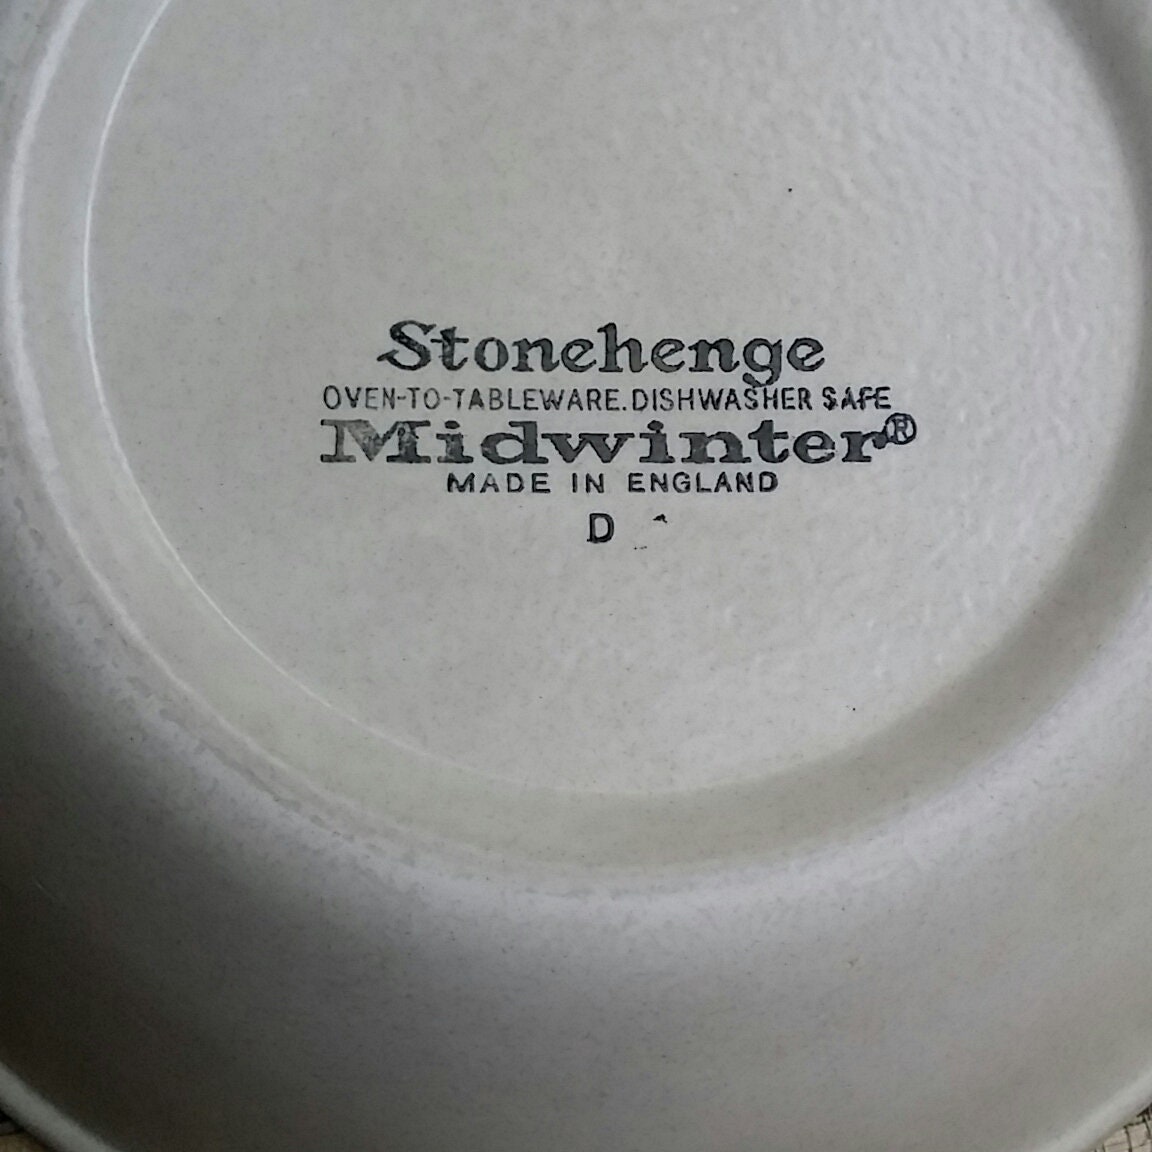 Stonehenge
OVEN-TO-TABLEWARE. DISHWASHER SAFE
Midwinter®
MADE IN ENGLAND
D